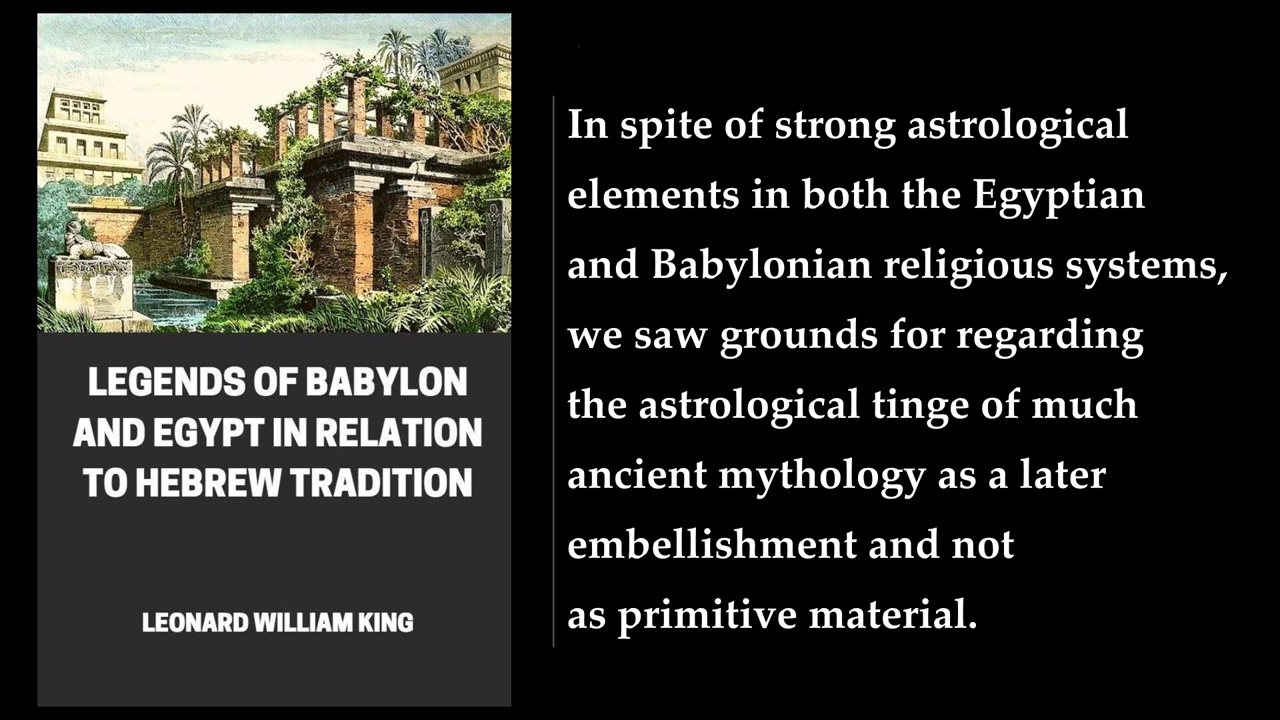 LEGENDS OF BABYLON
AND EGYPT IN RELATION
TO HEBREW TRADITION
LEONARD WILLIAM KING
In spite of strong astrological
elements in both the Egyptian
and Babylonian religious systems,
we saw grounds for regarding
the astrological tinge of much
ancient mythology as a later
embellishment and not
as primitive material.